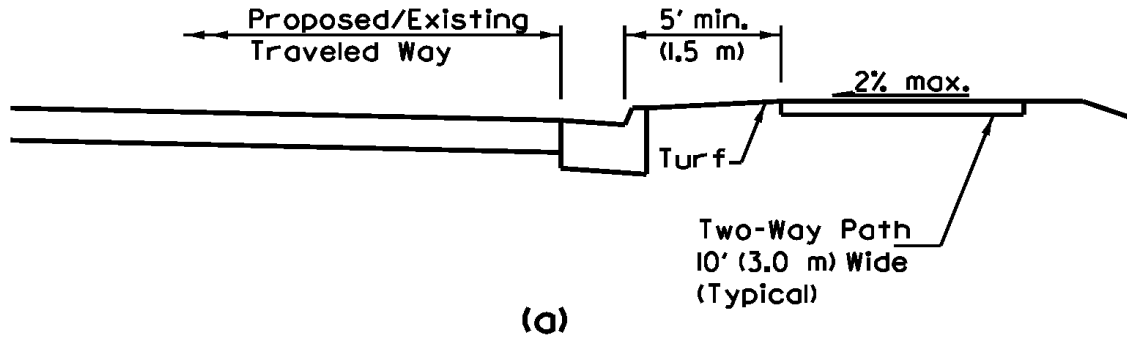 Proposed/Existing
Traveled Way
5' min.
(1.5 m)
2% max.
Turf
Two-Way Path
10' (3.0 m) Wide
(Typical)
(a)